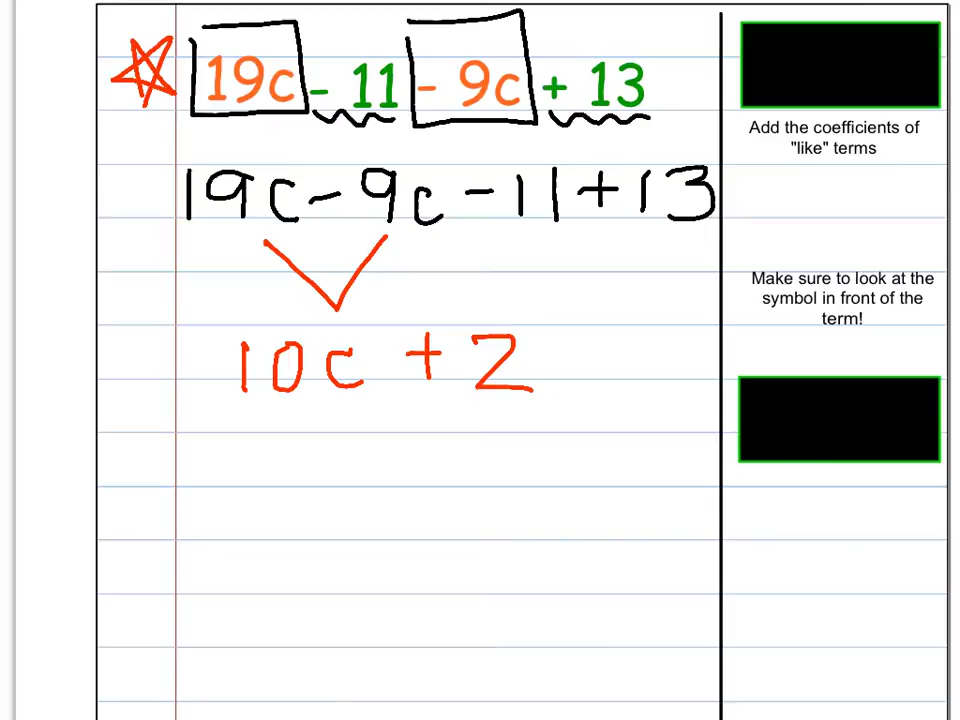 19c - 11 - 9c + 13
19c - 9c - 11 + 13
10c + 2
Add the coefficients of
"like" terms
Make sure to look at the
symbol in front of the
term!